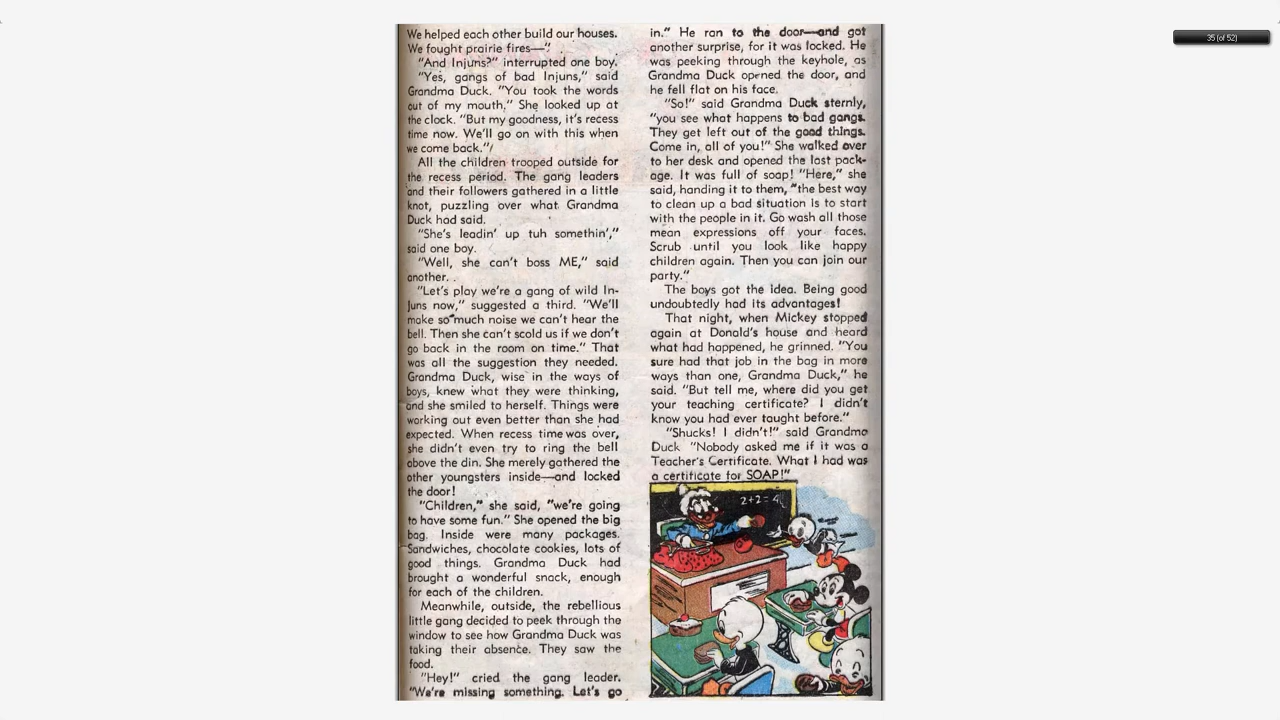 We helped each other build our houses.
We fought prairie fires—"
"And Injuns?" interrupted one boy.
"Yes, gangs of bad Injuns," said
Grandma Duck. "You took the words
out of my mouth." She looked up at
the clock. "But my goodness, it's recess
time now. We'll go on with this when
we come back."
All the children trooped outside for
the recess period. The gang leaders
and their followers gathered in a little
knot, puzzling over what Grandma
Duck had said.
"She's leadin' up tuh somethin',"
said one boy.
"Well, she can't boss ME," said
another.
"Let's play we're a gang of wild In-
juns now," suggested a third. "We'll
make so much noise we can't hear the
bell. Then she can't scold us if we don't
go back in the room on time." That
was all the suggestion they needed.
Grandma Duck, wise in the ways of
boys, knew what they were thinking,
and she smiled to herself. Things were
working out even better than she had
expected. When recess time was over,
she didn't even try to ring the bell
above the din. She merely gathered the
other youngsters inside—and locked
the door!
"Children," she said, "we're going
to have some fun." She opened the big
bag. Inside were many packages.
Sandwiches, chocolate cookies, lots of
good things. Grandma Duck had
brought a wonderful snack, enough
for each of the children.
Meanwhile, outside, the rebellious
little gang decided to peek through the
window to see how Grandma Duck was
taking their absence. They saw the
food.
"Hey!" cried the gang leader.
"We're missing something. Let's go
in." He ran to the door—and got
another surprise, for it was locked. He
was peeking through the keyhole, as
Grandma Duck opened the door, and
he fell flat on his face.
"So!" said Grandma Duck sternly,
"you see what happens to bad gangs.
They get left out of the good things.
Come in, all of you!" She walked over
to her desk and opened the last pack-
age. It was full of soap! "Here," she
said, handing it to them, "the best way
to clean up a bad situation is to start
with the people in it. Go wash all those
mean expressions off your faces.
Scrub until you look like happy
children again. Then you can join our
party."
The boys got the idea. Being good
undoubtedly had its advantages!
That night, when Mickey stopped
again at Donald's house and heard
what had happened, he grinned. "You
sure had that job in the bag in more
ways than one, Grandma Duck," he
said. "But tell me, where did you get
your teaching certificate? I didn't
know you had ever taught before."
"Shucks! I didn't!" said Grandma
Duck "Nobody asked me if it was a
Teacher's Certificate. What I had was
a certificate for SOAP!"
2+2=4
35 (of 52)